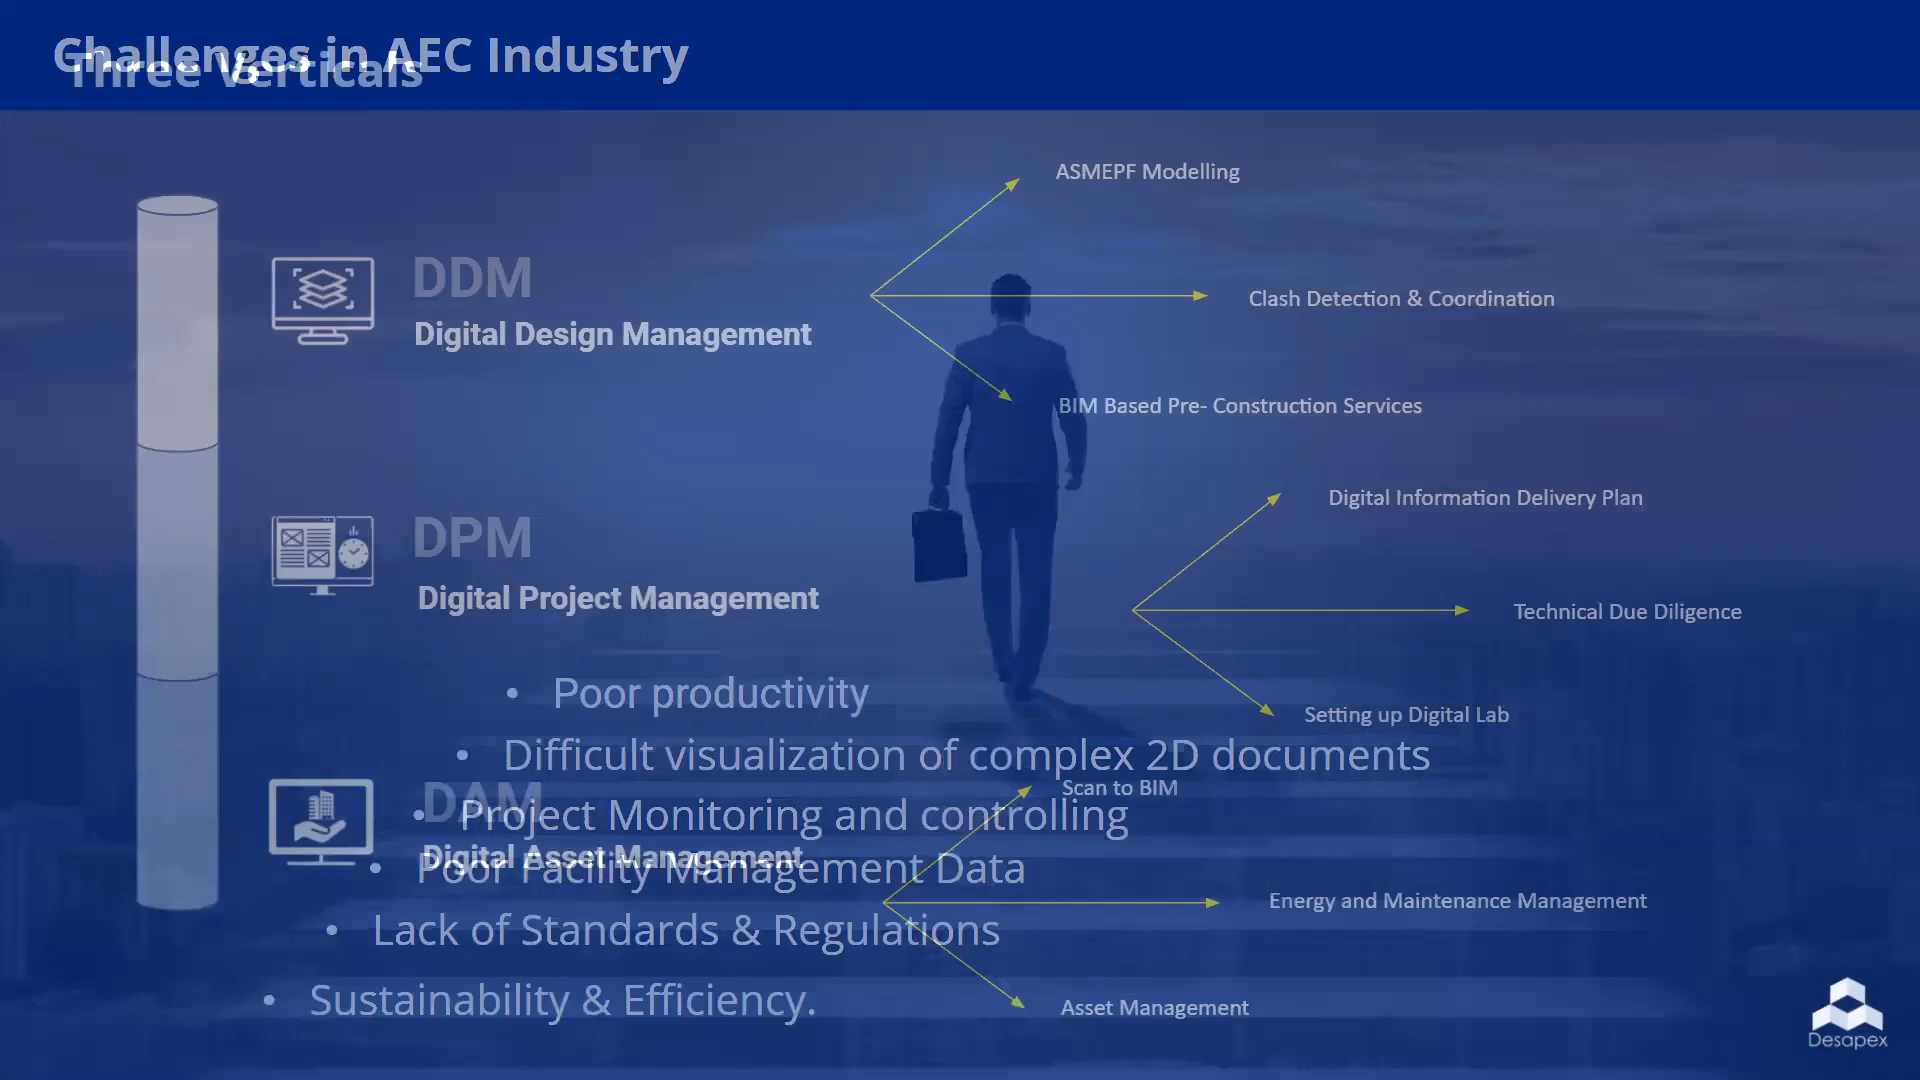 Challenges in AEC Industry
Three Verticals
ASMEPF Modelling
DDM
Digital Design Management
Clash Detection & Coordination
BIM Based Pre- Construction Services
Digital Information Delivery Plan
DPM
Digital Project Management
Technical Due Diligence
Setting up Digital Lab
Poor productivity
Difficult visualization of complex 2D documents
Scan to BIM
DAM
Project Monitoring and controlling
Digital Asset Management
Poor Facility Management Data
Energy and Maintenance Management
Lack of Standards & Regulations
Sustainability & Efficiency.
Asset Management
Desapex